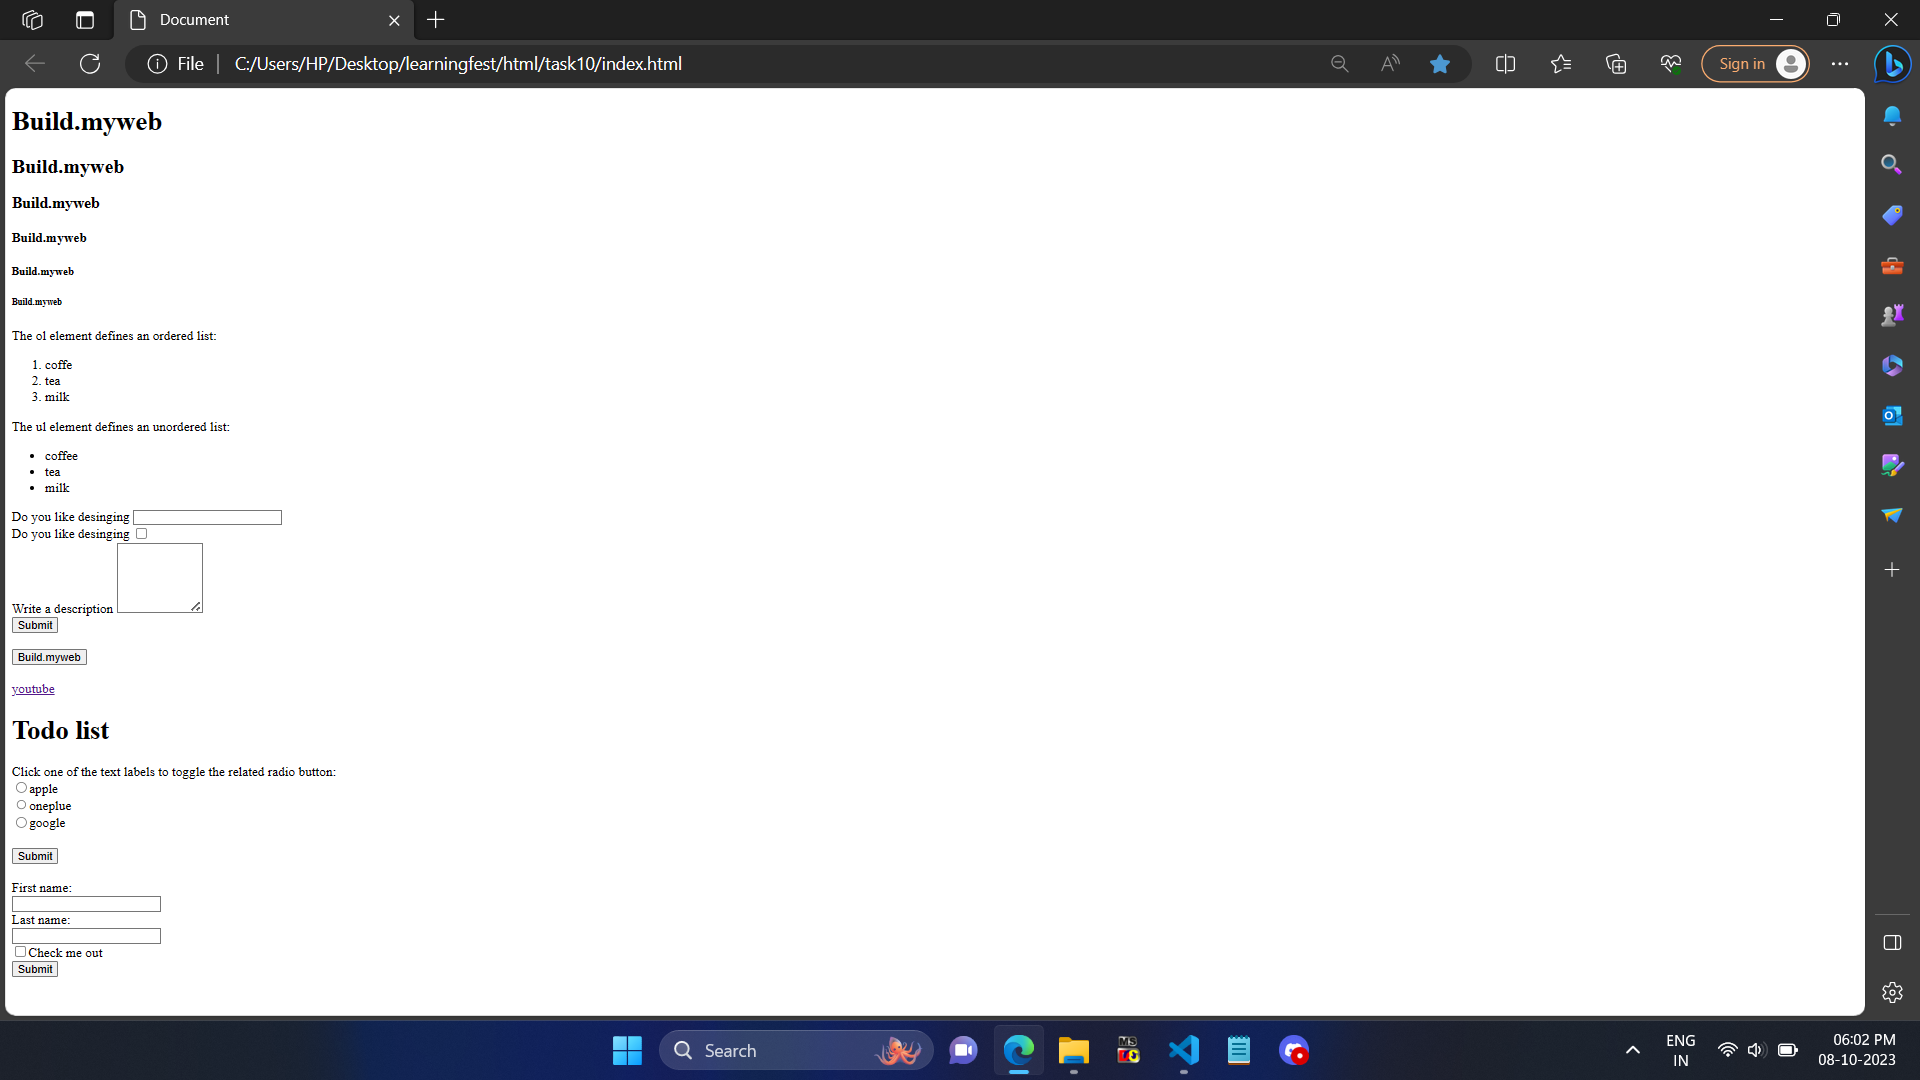 Document
File
C:/Users/HP/Desktop/learningfest/html/task10/index.html
Sign in
Build.myweb
Build.myweb
Build.myweb
Build.myweb
Build.myweb
Build.myweb
The ol element defines an ordered list:
1. coffe
2. tea
3. milk
The ul element defines an unordered list:
• coffee
• tea
• milk
Do you like desinging
Do you like desinging
Write a description
Submit
Build.myweb
youtube
Todo list
Click one of the text labels to toggle the related radio button:
apple
oneplue
google
Submit
First name:
Last name:
Check me out
Submit
Search
ENG
IN
06:02 PM
08-10-2023